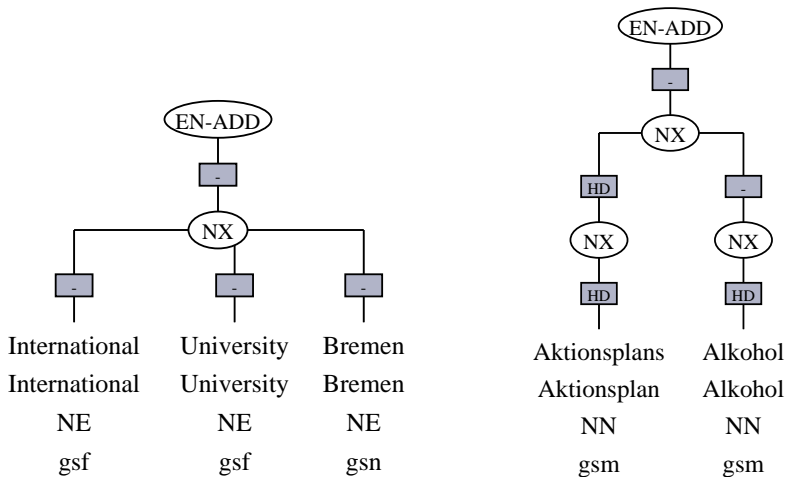 EN-ADD
-
NX
- - -
International University Bremen
International University Bremen
NE NE NE
gsf gsf gsn
EN-ADD
-
NX
HD -
NX NX
HD HD
Aktionsplans Alkohol
Aktionsplan Alkohol
NN NN
gsm gsm